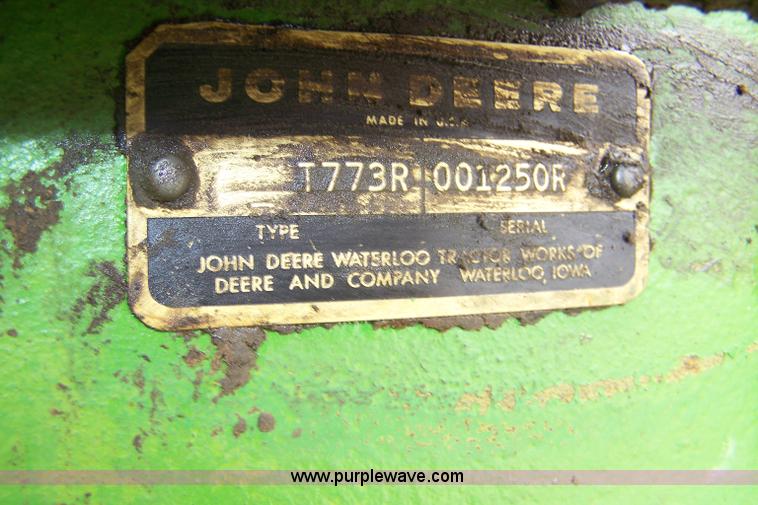 JOHN DEERE
MADE IN U.S.A
T773R 001250R
TYPE SERIAL
JOHN DEERE WATERLOO TRACTOR WORKS OF
DEERE AND COMPANY WATERLOO, IOWA
www.purplewave.com